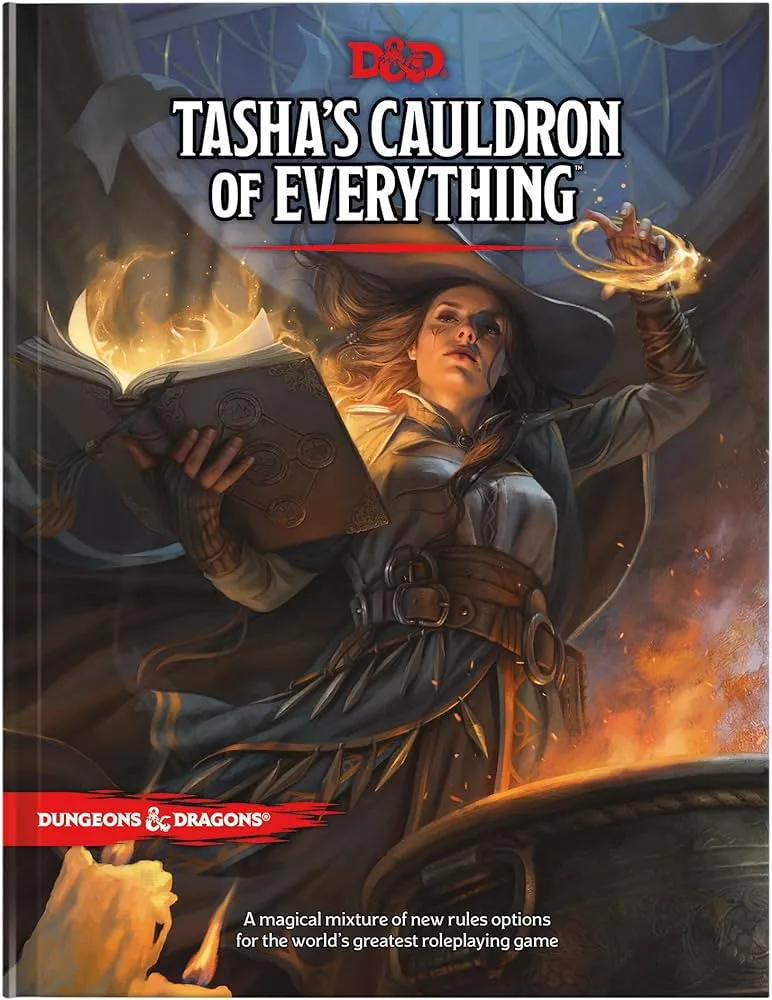 D&D®
TASHA'S CAULDRON
OF EVERYTHING™
DUNGEONS & DRAGONS®
A magical mixture of new rules options
for the world's greatest roleplaying game